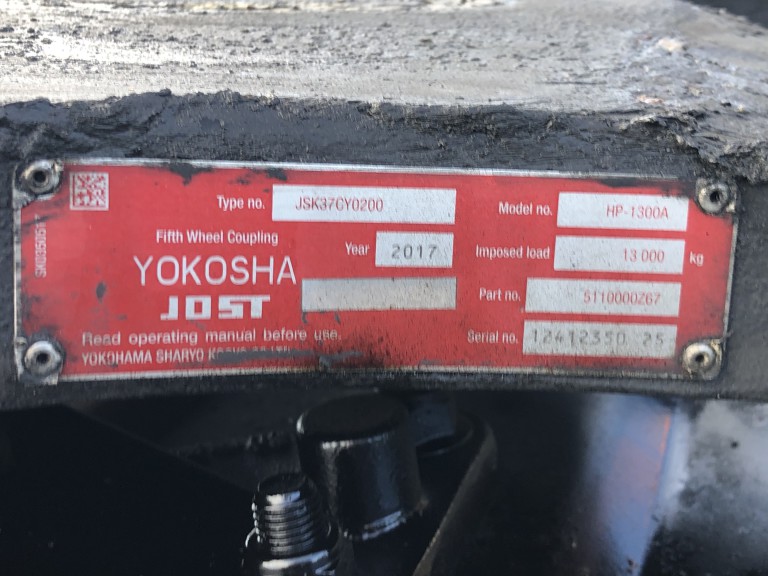 Type no. JSK37CY0200
Model no. HP-1300A
Fifth Wheel Coupling
Year 2017
Imposed load 13 000 kg
YOKOSHA
JOST
Part no. 5110000Z67
Read operating manual before use.
Serial no. 25
YOKOHAMA SHARYO